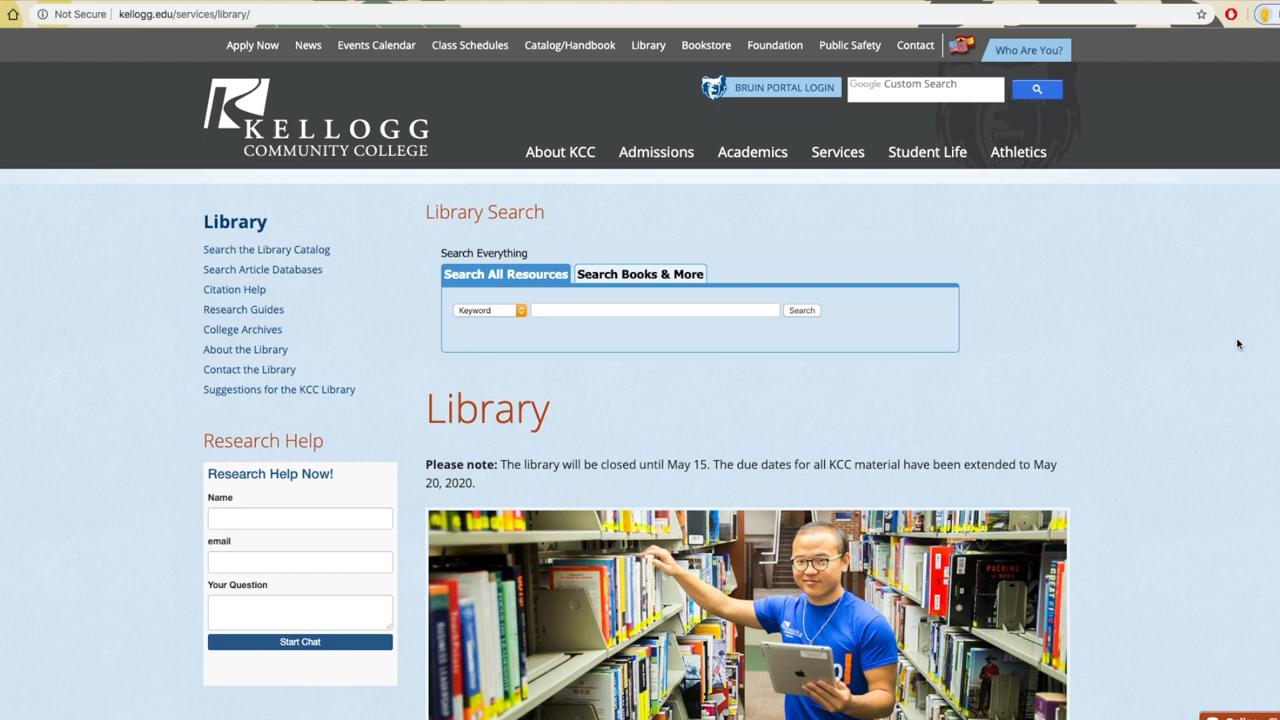 Not Secure kellogg.edu/services/library/
Apply Now News Events Calendar Class Schedules Catalog/Handbook Library Bookstore Foundation Public Safety Contact Who Are You?
BRUIN PORTAL LOGIN Google Custom Search
KELLOGG
COMMUNITY COLLEGE
About KCC Admissions Academics Services Student Life Athletics
Library
Search the Library Catalog
Search Article Databases
Citation Help
Research Guides
College Archives
About the Library
Contact the Library
Suggestions for the KCC Library
Research Help
Research Help Now!
Name
email
Your Question
Start Chat
Library Search
Search Everything
Search All Resources Search Books & More
Keyword Search
Library
Please note: The library will be closed until May 15. The due dates for all KCC material have been extended to May
20, 2020.